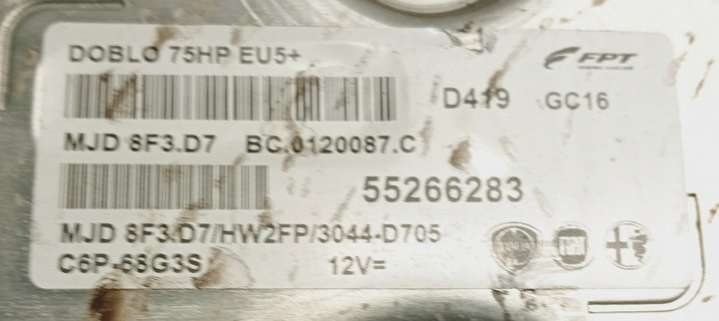 DOBLO 75HP EU5+
FPT
D419 GC16
MJD 8F3.D7 BC.0120087.C
55266283
MJD 8F3.D7/HW2FP/3044-D705
C6P-68G3S 12V=
FIAT